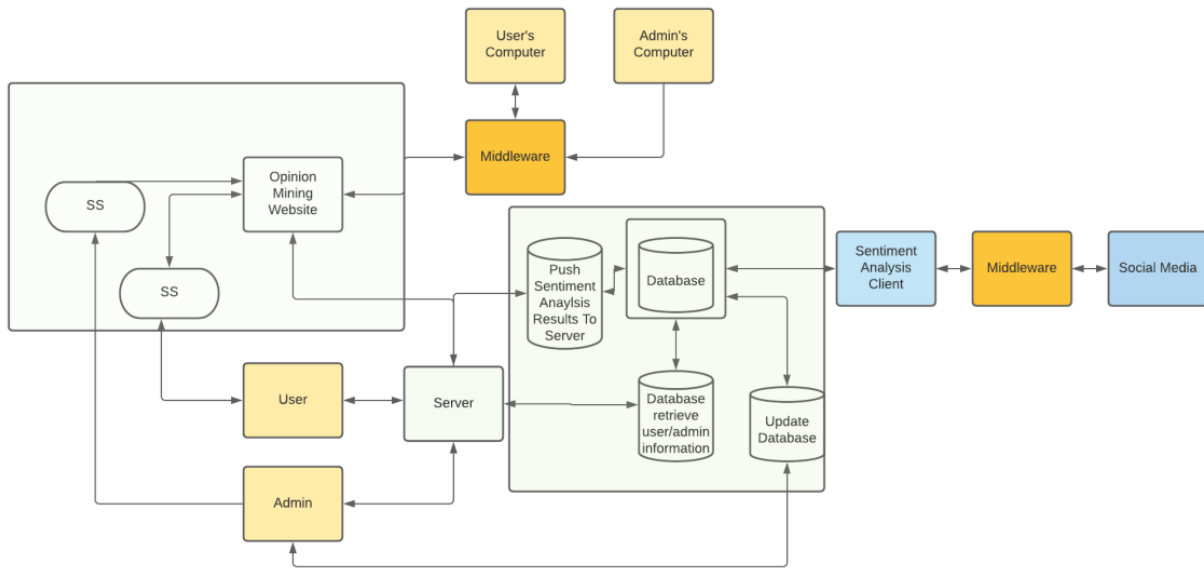 User's
Computer
Admin's
Computer
Middleware
Opinion
Mining
Website
SS
SS
Push
Sentiment
Anaylsis
Results To
Server
Database
Sentiment
Analysis
Client
Middleware
Social Media
User
Server
Database
retrieve
user/admin
information
Update
Database
Admin